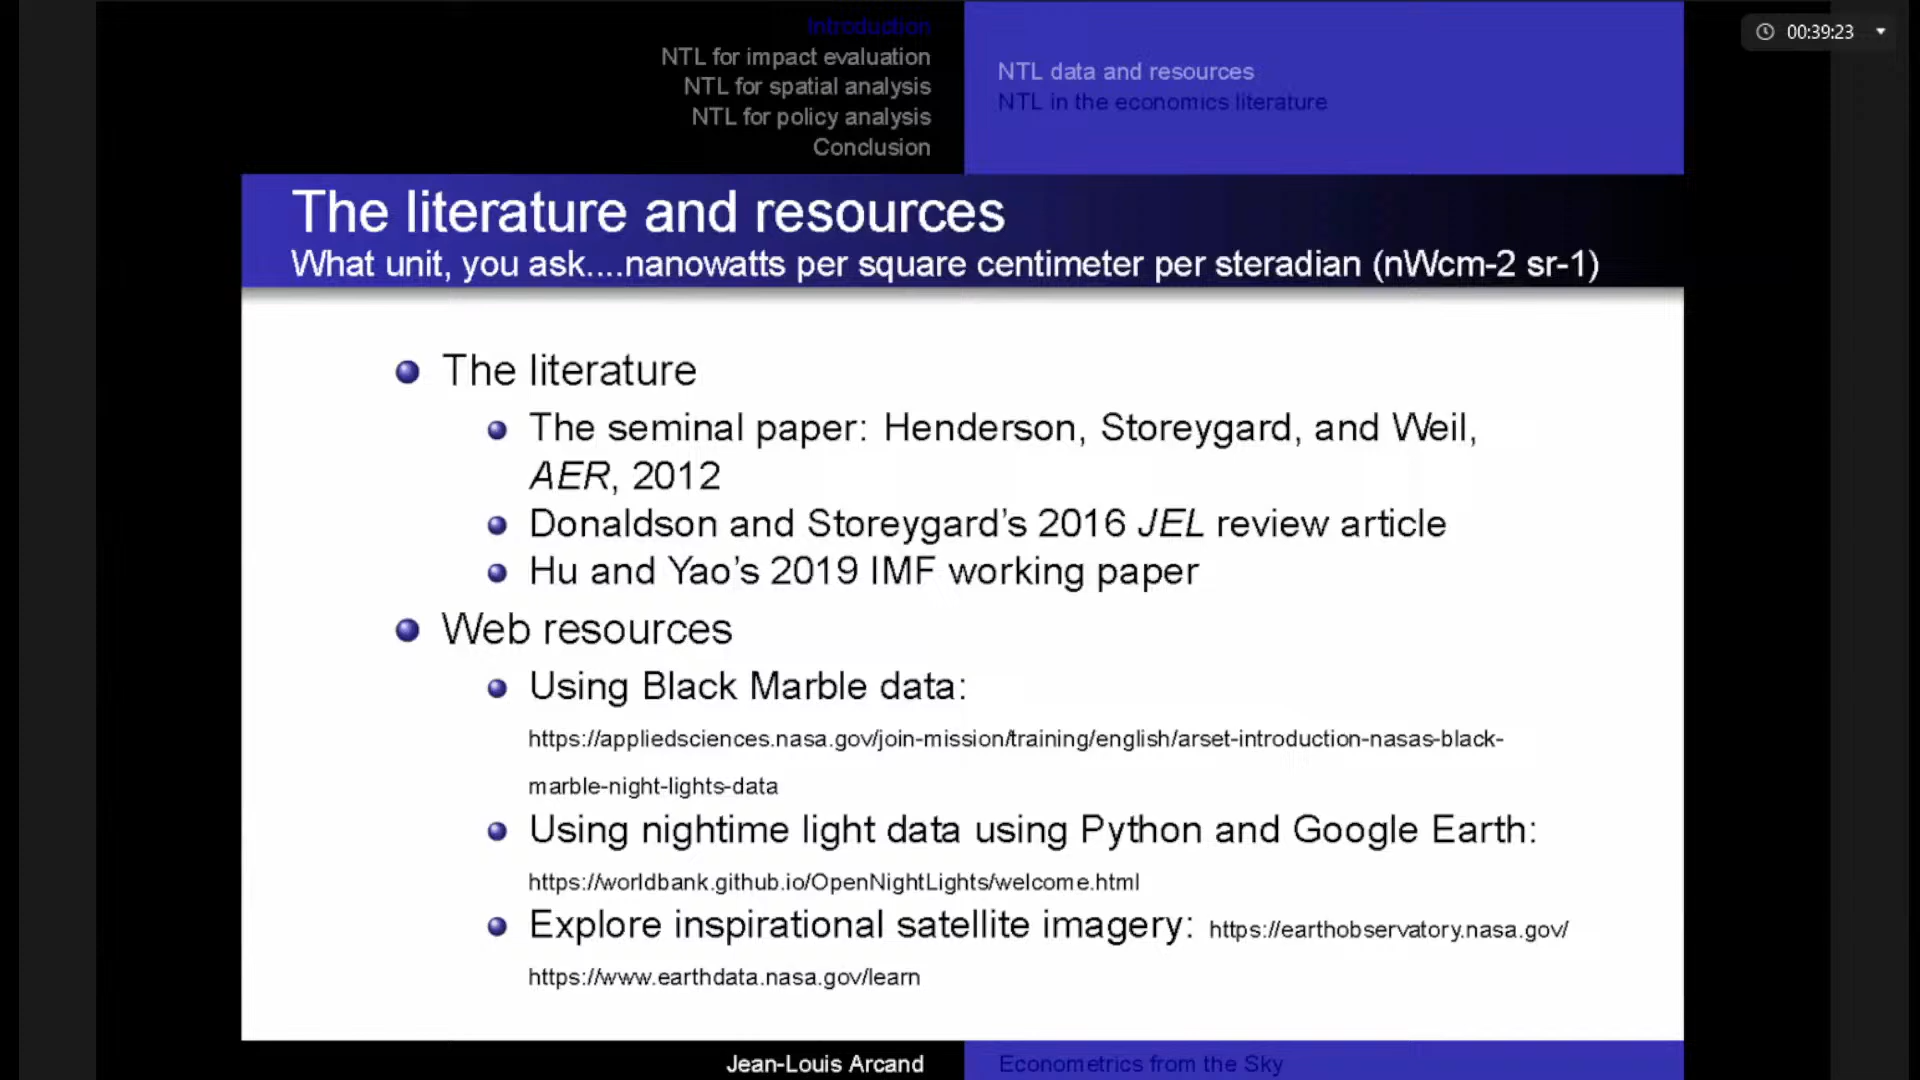 Introduction
NTL for impact evaluation
NTL for spatial analysis
NTL for policy analysis
Conclusion
NTL data and resources
NTL in the economics literature
00:39:23
The literature and resources
What unit, you ask....nanowatts per square centimeter per steradian (nWcm-2 sr-1)
The literature
The seminal paper: Henderson, Storeygard, and Weil,
AER, 2012
Donaldson and Storeygard's 2016 JEL review article
Hu and Yao's 2019 IMF working paper
Web resources
Using Black Marble data:
https://appliedsciences.nasa.gov/join-mission/training/english/arset-introduction-nasas-black-
marble-night-lights-data
Using nightime light data using Python and Google Earth:
https://worldbank.github.io/OpenNightLights/welcome.html
Explore inspirational satellite imagery: https://earthobservatory.nasa.gov/
https://www.earthdata.nasa.gov/learn
Jean-Louis Arcand
Econometrics from the Sky